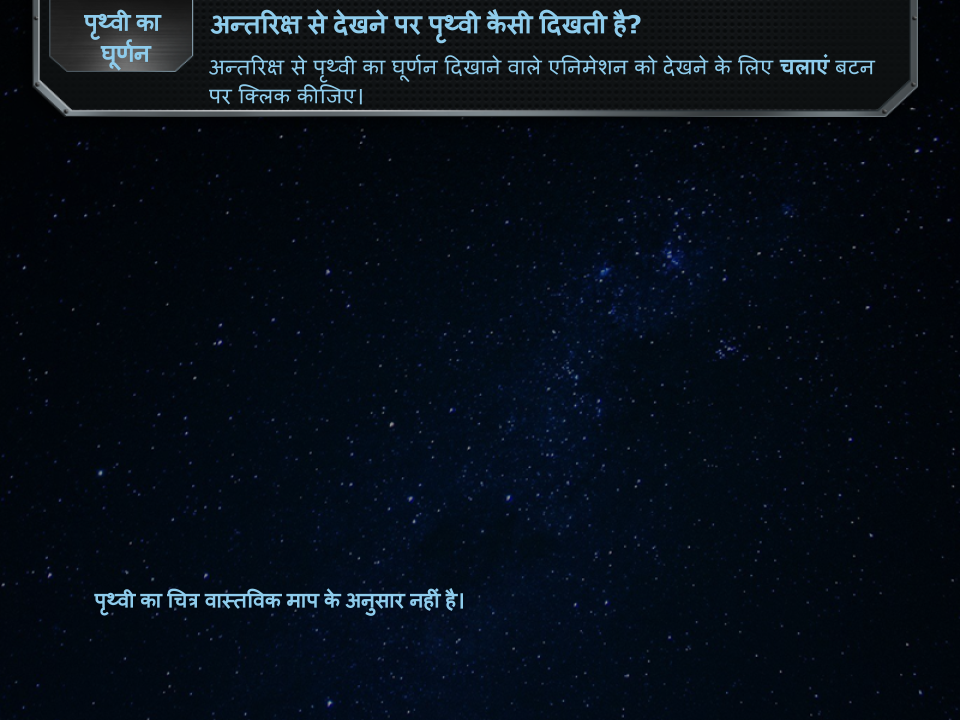 पृथ्वी का
घूर्णन
अन्तरिक्ष से देखने पर पृथ्वी कैसी दिखती है?
अन्तरिक्ष से पृथ्वी का घूर्णन दिखाने वाले एनिमेशन को देखने के लिए चलाएं बटन
पर क्लिक कीजिए।
पृथ्वी का चित्र वास्तविक माप के अनुसार नहीं है।